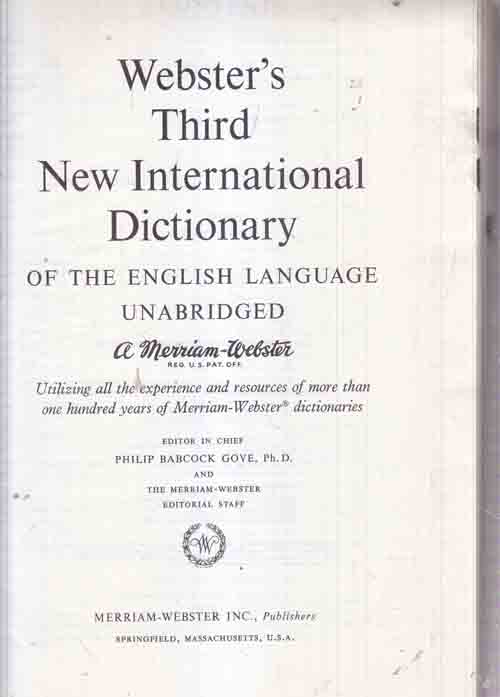 Webster's
Third
New International
Dictionary
OF THE ENGLISH LANGUAGE
UNABRIDGED
A Merriam-Webster
REG. U.S. PAT. OFF.
Utilizing all the experience and resources of more than
one hundred years of Merriam-Webster® dictionaries
EDITOR IN CHIEF
PHILIP BABCOCK GOVE, Ph.D.
AND
THE MERRIAM-WEBSTER
EDITORIAL STAFF
W
MERRIAM-WEBSTER INC., Publishers
SPRINGFIELD, MASSACHUSETTS, U.S.A.